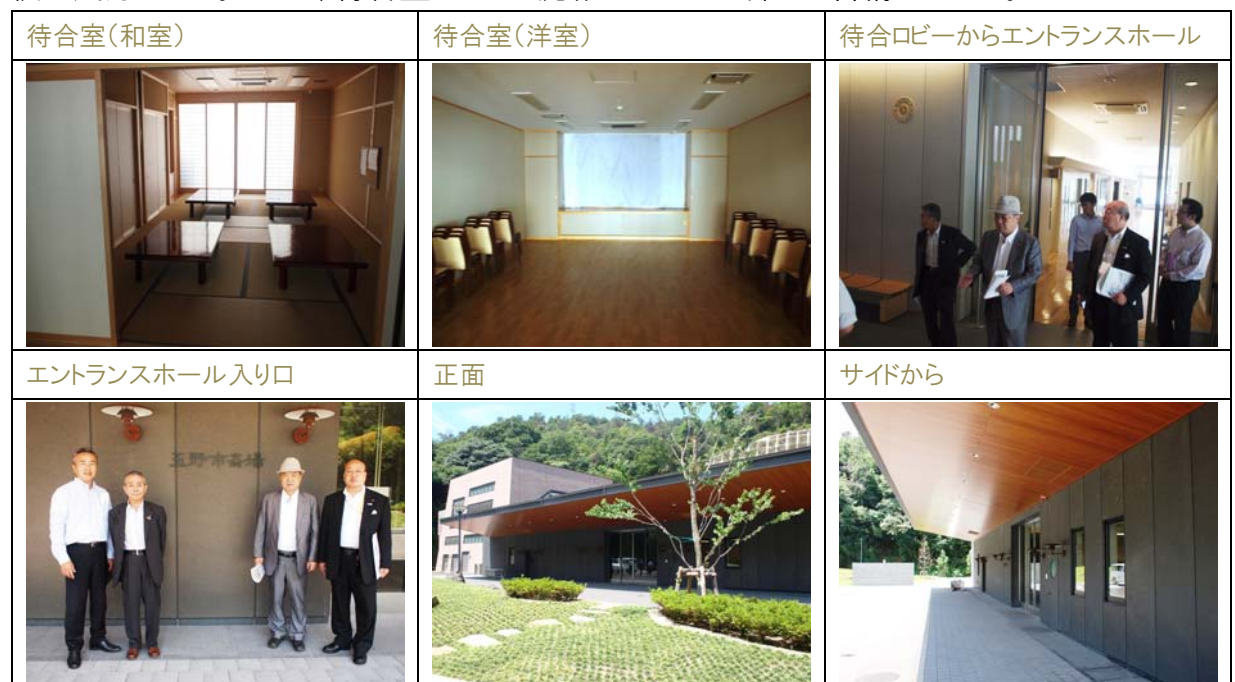 待合室(和室)
待合室(洋室)
待合ロビーからエントランスホール
エントランスホール入り口
正面
サイドから
玉野市斎場